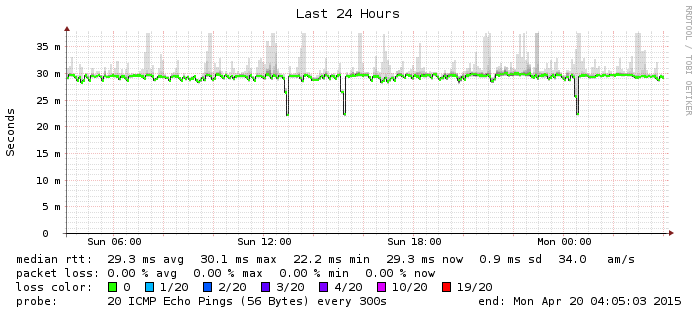 Last 24 Hours
RRDTOOL / TOBI OETIKER
Seconds
35 m
30 m
25 m
20 m
15 m
10 m
5 m
0
Sun 06:00 Sun 12:00 Sun 18:00 Mon 00:00
median rtt: 29.3 ms avg 30.1 ms max 22.2 ms min 29.3 ms now 0.9 ms sd 34.0 am/s
packet loss: 0.00 % avg 0.00 % max 0.00 % min 0.00 % now
loss color: 0 1/20 2/20 3/20 4/20 10/20 19/20
probe: 20 ICMP Echo Pings (56 Bytes) every 300s end: Mon Apr 20 04:05:03 2015